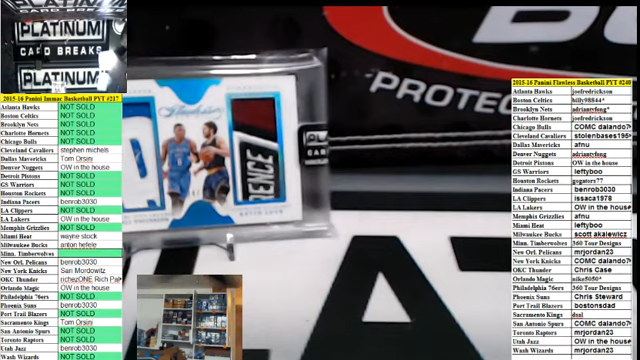 PLATINUM
CARD BREAKS
PLATINUM
2015-16 Panini Immac Basketball PYT #217
Atlanta Hawks NOT SOLD
Boston Celtics NOT SOLD
Brooklyn Nets NOT SOLD
Charlotte Hornets NOT SOLD
Chicago Bulls NOT SOLD
Cleveland Cavaliers stephen michels
Dallas Mavericks Tom Orsini
Denver Nuggets OW in the house
Detroit Pistons NOT SOLD
GS Warriors NOT SOLD
Houston Rockets NOT SOLD
Indiana Pacers benrob3030
LA Clippers NOT SOLD
LA Lakers OW in the house
Memphis Grizzlies NOT SOLD
Miami Heat wayne stock
Milwaukee Bucks anton hefele
Minn. Timberwolves
New Orl. Pelicans benrob3030
New York Knicks Sari Mordowitz
OKC Thunder richezONE Rich Pa
Orlando Magic OW in the house
Philadelphia 76ers NOT SOLD
Phoenix Suns benrob3030
Port Trail Blazers NOT SOLD
Sacramento Kings Tom Orsini
San Antonio Spurs NOT SOLD
Toronto Raptors NOT SOLD
Utah Jazz benrob3030
Wash Wizards NOT SOLD
PROTEC
ENCE
2015-16 Panini Flawless Basketball PYT #240
Atlanta Hawks joefredrickson
Boston Celtics billy98844*
Brooklyn Nets adriantyfong*
Charlotte Hornets joefredrickson
Chicago Bulls COMC dalando7
Cleveland Cavaliers stolenbases195
Dallas Mavericks afnu
Denver Nuggets adriantyfong
Detroit Pistons OW in the house
GS Warriors leftyboo
Houston Rockets gogators77
Indiana Pacers benrob3030
LA Clippers issaca1978
LA Lakers OW in the house
Memphis Grizzlies afnu
Miami Heat leftyboo
Milwaukee Bucks scott akalewicz
Minn. Timberwolves 360 Tour Designs
New Orl. Pelicans mrjordan23
New York Knicks COMC dalando7
OKC Thunder Chris Case
Orlando Magic nike5050*
Philadelphia 76ers 360 Tour Designs
Phoenix Suns Chris Steward
Port Trail Blazers bostonsdad
Sacramento Kings
San Antonio Spurs COMC dalando7
Toronto Raptors mrjordan23
Utah Jazz OW in the house
Wash Wizards mrjordan23